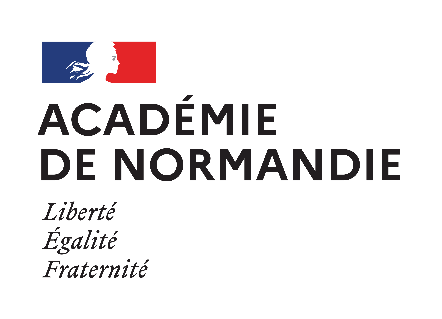 ACADÉMIE
DE NORMANDIE
Liberté
Égalité
Fraternité